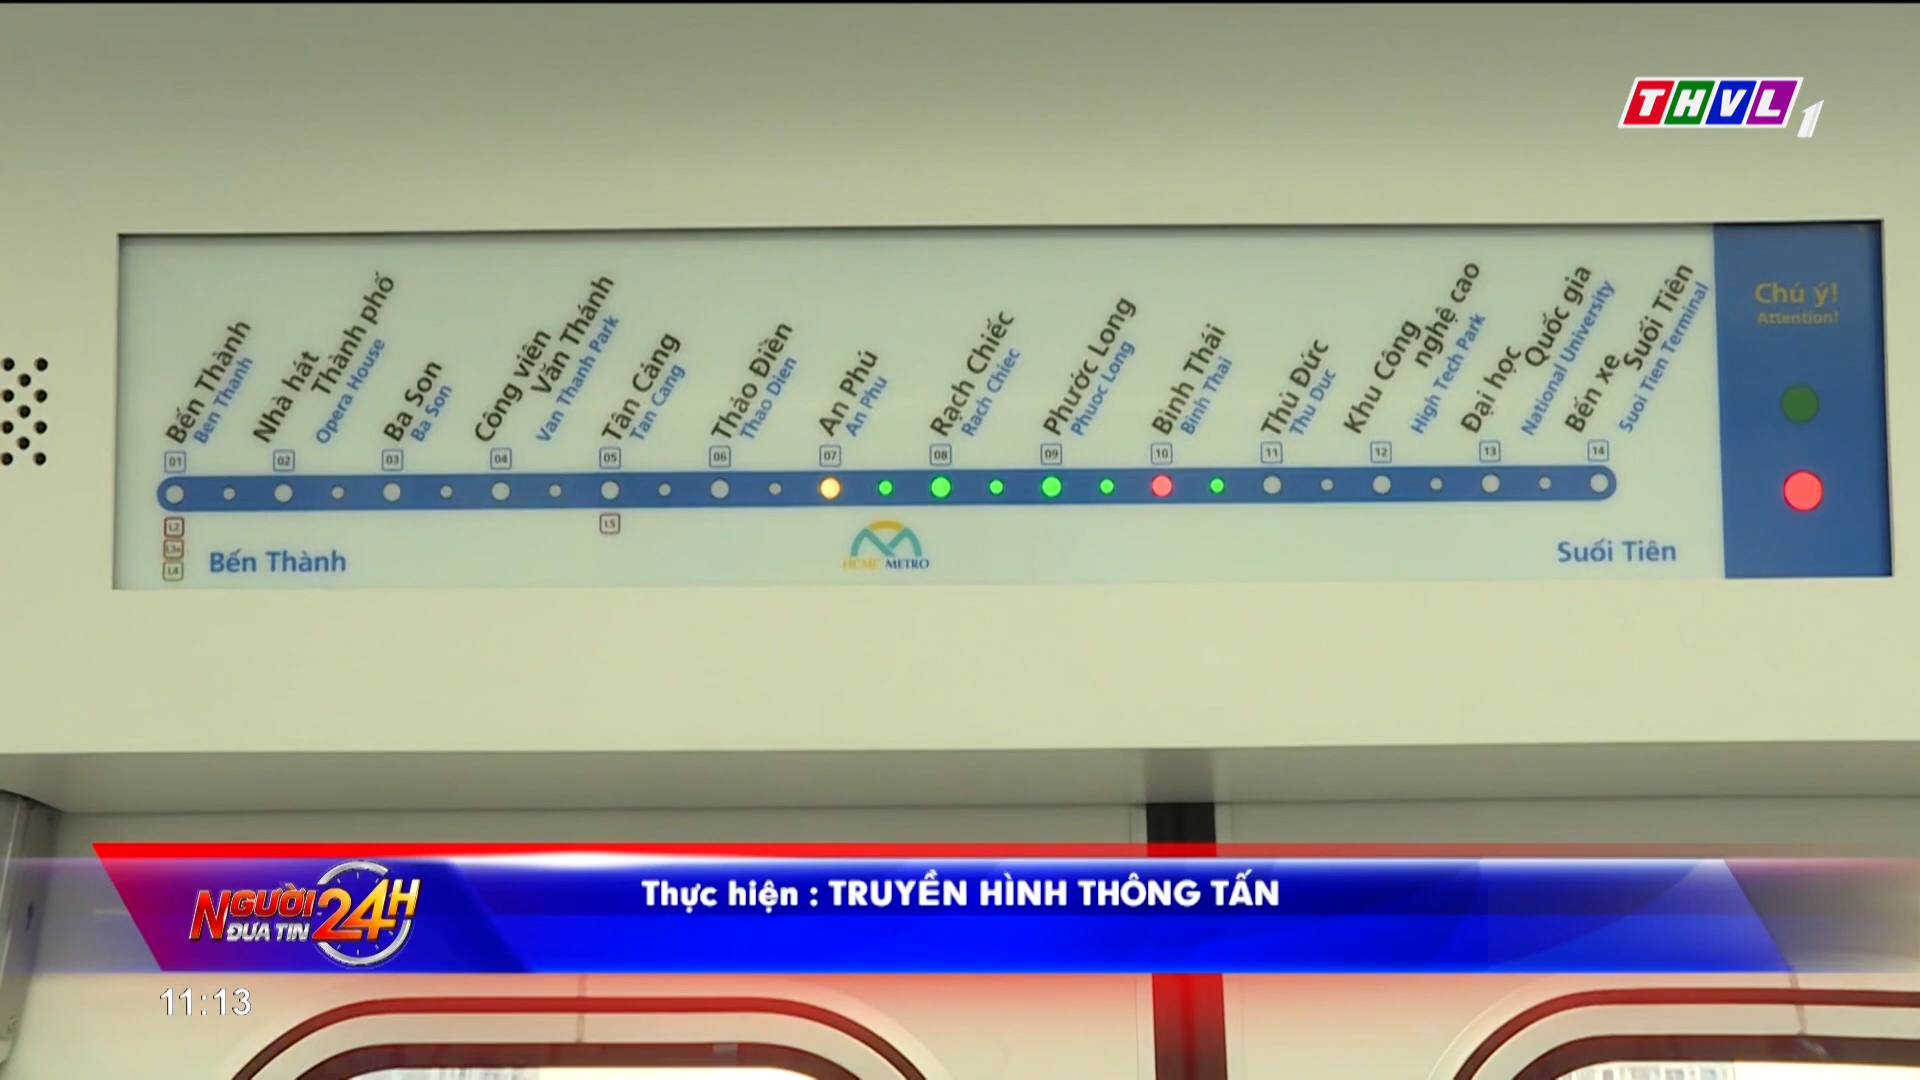 THVL1
Chú ý!
Attention!
Bến Thành
Ben Thanh
Nhà hát
Thành phố
Opera House
Ba Son
Ba Son
Công viên
Văn Thánh
Van Thanh Park
Tân Cảng
Tan Cang
Thảo Điền
Thao Dien
An Phú
An Phu
Rạch Chiếc
Rach Chiec
Phước Long
Phuoc Long
Bình Thái
Binh Thai
Thủ Đức
Thu Duc
Khu Công
nghệ cao
High Tech Park
Đại học
Quốc gia
National University
Bến xe
Suối Tiên
Suoi Tien Terminal
01 02 03 04 05 06 07 08 09 10 11 12 13 14
L2
L3a
L4
L5
Bến Thành
HCMC METRO
Suối Tiên
NGƯỜI
ĐƯA TIN
24H
Thực hiện : TRUYỀN HÌNH THÔNG TẤN
11:13